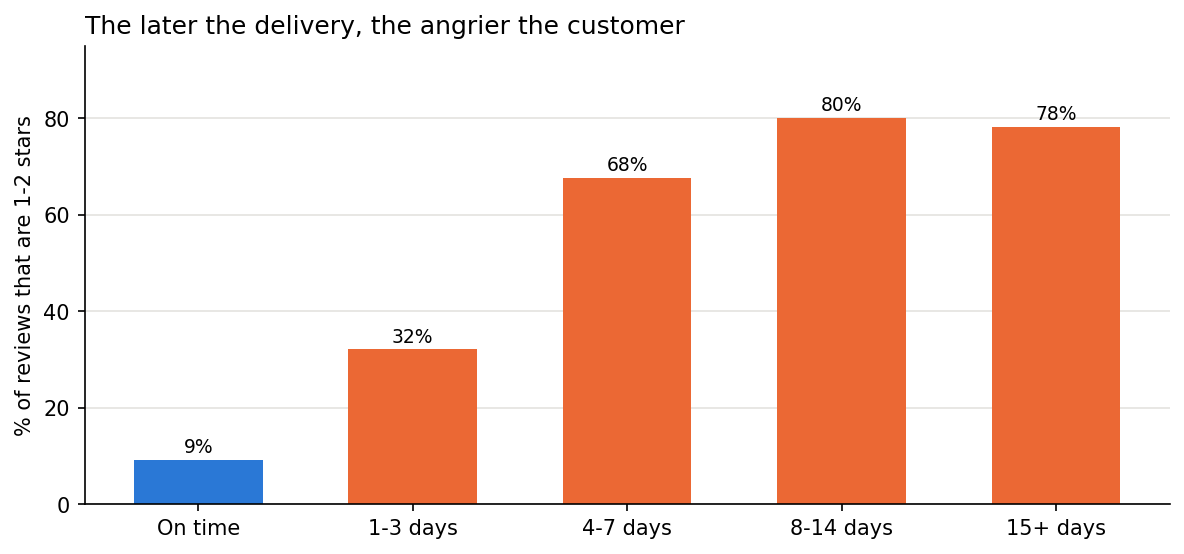 The later the delivery, the angrier the customer
% of reviews that are 1-2 stars
80
60
40
20
0
9%
32%
68%
80%
78%
On time
1-3 days
4-7 days
8-14 days
15+ days